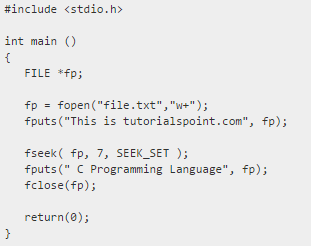 #include <stdio.h>
int main ()
{
FILE *fp;
fp = fopen("file.txt","w+");
fputs("This is tutorialspoint.com", fp);
fseek( fp, 7, SEEK_SET );
fputs(" C Programming Language", fp);
fclose(fp);
return(0);
}